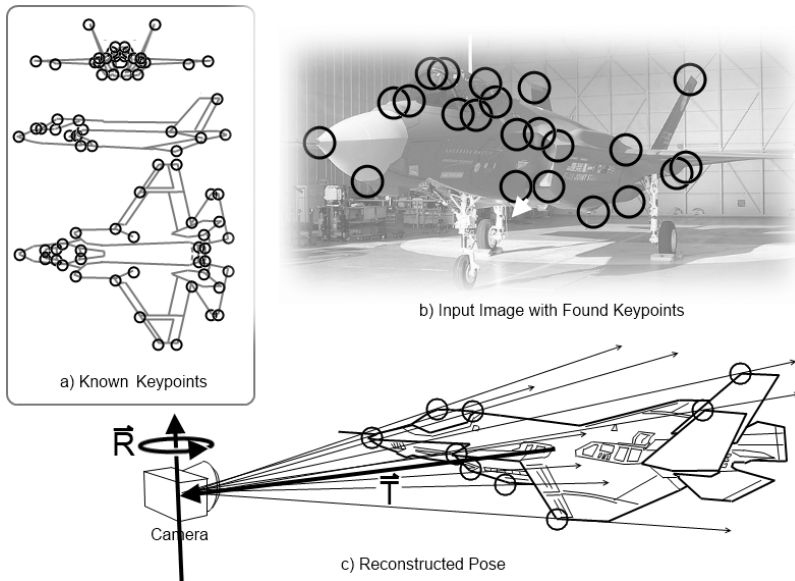 a) Known Keypoints
b) Input Image with Found Keypoints
R
T
Camera
c) Reconstructed Pose